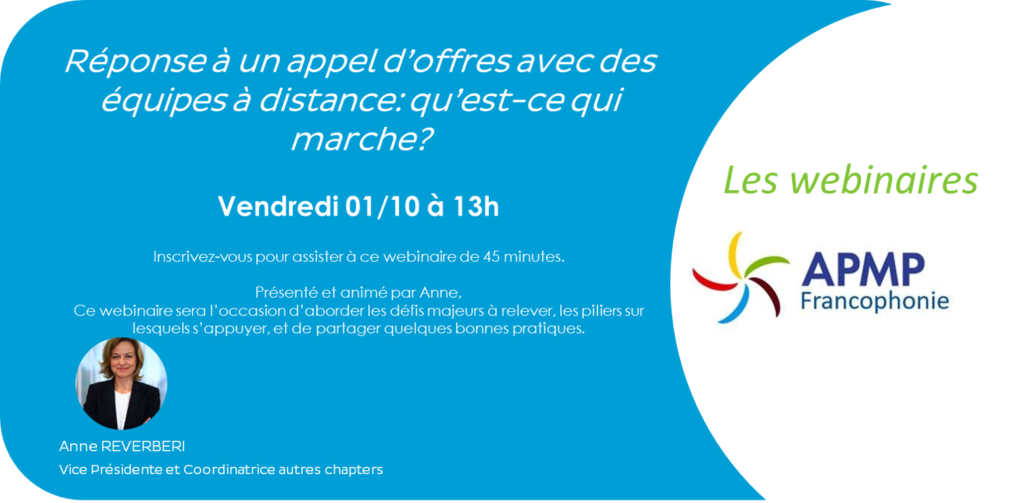 Réponse à un appel d'offres avec des
équipes à distance: qu'est-ce qui
marche?
Vendredi 01/10 à 13h
Inscrivez-vous pour assister à ce webinaire de 45 minutes.
Présenté et animé par Anne,
Ce webinaire sera l'occasion d'aborder les défis majeurs à relever, les piliers sur
lesquels s'appuyer, et de partager quelques bonnes pratiques.
Anne REVERBERI
Vice Présidente et Coordinatrice autres chapters
Les webinaires
APMP
Francophonie